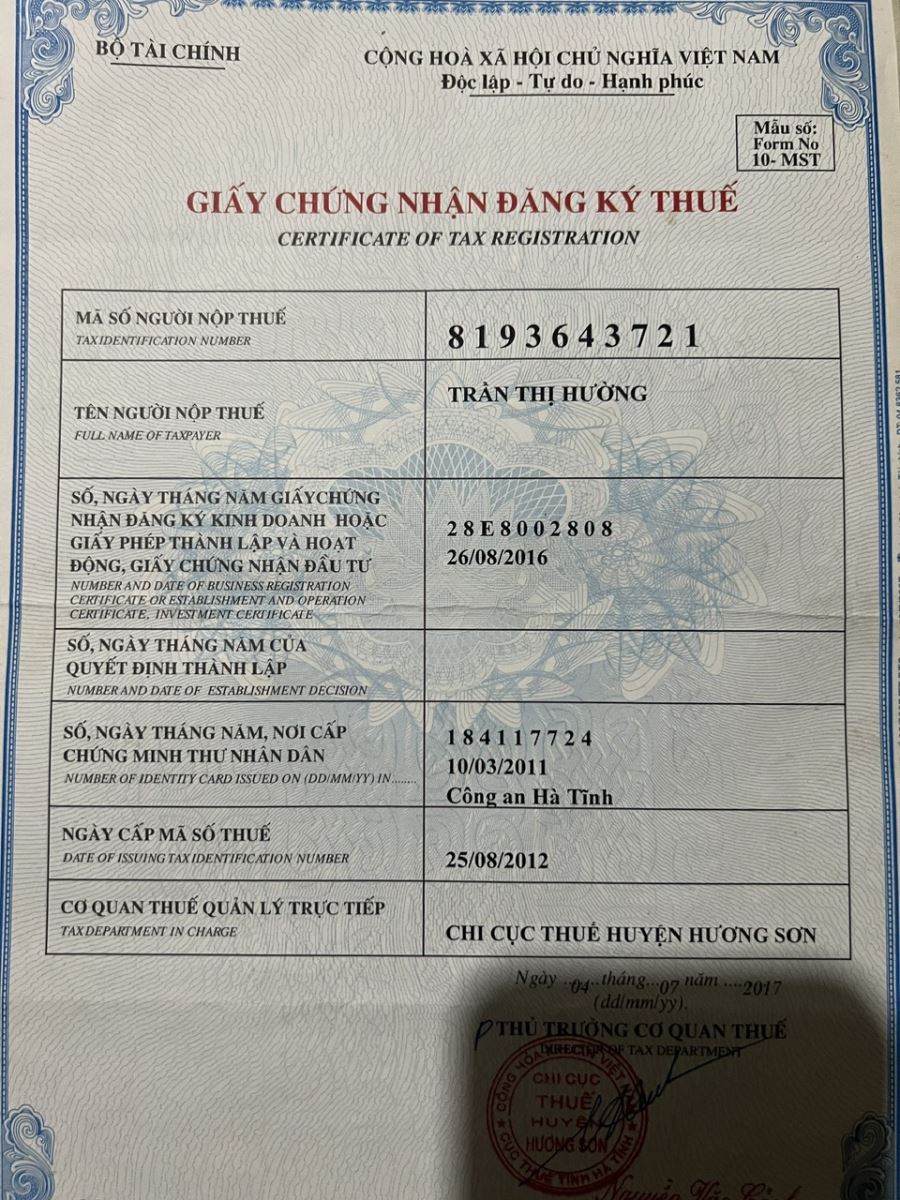 BỘ TÀI CHÍNH
CỘNG HOÀ XÃ HỘI CHỦ NGHĨA VIỆT NAM
Độc lập - Tự do - Hạnh phúc
Mẫu số:
Form No
10- MST
GIẤY CHỨNG NHẬN ĐĂNG KÝ THUẾ
CERTIFICATE OF TAX REGISTRATION
MÃ SỐ NGƯỜI NỘP THUẾ
TAX IDENTIFICATION NUMBER
8193643721
TÊN NGƯỜI NỘP THUẾ
FULL NAME OF TAXPAYER
TRẦN THỊ HƯỜNG
SỐ, NGÀY THÁNG NĂM GIẤYCHỨNG
NHẬN ĐĂNG KÝ KINH DOANH HOẶC
GIẤY PHÉP THÀNH LẬP VÀ HOẠT
ĐỘNG, GIẤY CHỨNG NHẬN ĐẦU TƯ
NUMBER AND DATE OF BUSINESS REGISTRATION
CERTIFICATE OR ESTABLISHMENT AND OPERATION
CERTIFICATE, INVESTMENT CERTIFICATE
28E8002808
26/08/2016
SỐ, NGÀY THÁNG NĂM CỦA
QUYẾT ĐỊNH THÀNH LẬP
NUMBER AND DATE OF ESTABLISHMENT DECISION
SỐ, NGÀY THÁNG NĂM, NƠI CẤP
CHỨNG MINH THƯ NHÂN DÂN
NUMBER OF IDENTITY CARD ISSUED ON (DD/MM/YY) IN........
184117724
10/03/2011
Công an Hà Tĩnh
NGÀY CẤP MÃ SỐ THUẾ
DATE OF ISSUING TAX IDENTIFICATION NUMBER
25/08/2012
CƠ QUAN THUẾ QUẢN LÝ TRỰC TIẾP
TAX DEPARTMENT IN CHARGE
CHI CỤC THUẾ HUYỆN HƯƠNG SƠN
Ngày ..04..tháng...07 năm ....2017
(dd/mm/yy).
THỦ TRƯỞNG CƠ QUAN THUẾ
DIRECTOR OF TAX DEPARTMENT
CỘNG HÒA X.H.C.N VIỆT NAM
CHI CỤC
THUẾ
HUYỆN
HƯƠNG SƠN
CỤC THUẾ TỈNH HÀ TĨNH